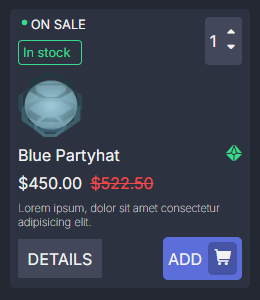 ON SALE
1
In stock
Blue Partyhat
$450.00 $522.50
Lorem ipsum, dolor sit amet consectetur
adipisicing elit.
DETAILS
ADD